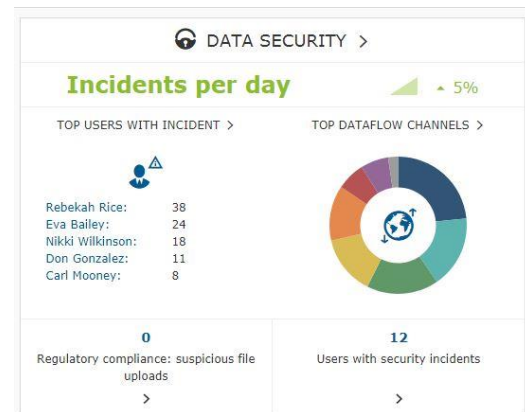 DATA SECURITY >
Incidents per day
5%
TOP USERS WITH INCIDENT >
TOP DATAFLOW CHANNELS >
Rebekah Rice: 38
Eva Bailey: 24
Nikki Wilkinson: 18
Don Gonzalez: 11
Carl Mooney: 8
0
Regulatory compliance: suspicious file
uploads
>
12
Users with security incidents
>